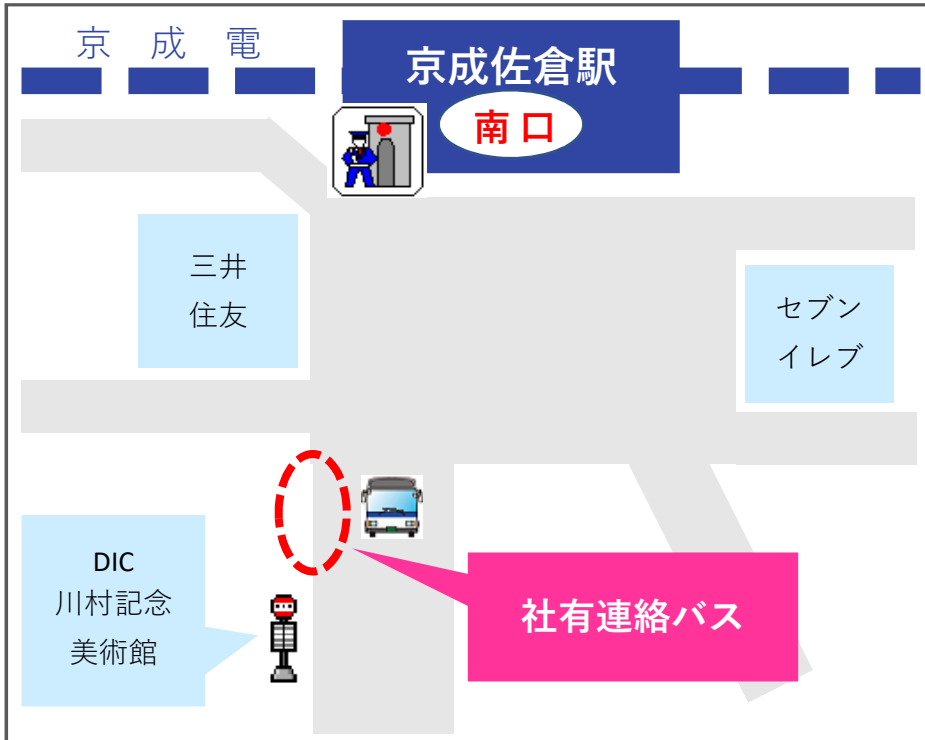 京 成 電
京成佐倉駅
南 口
三井
住友
セブン
イレブ
DIC
川村記念
美術館
社有連絡バス